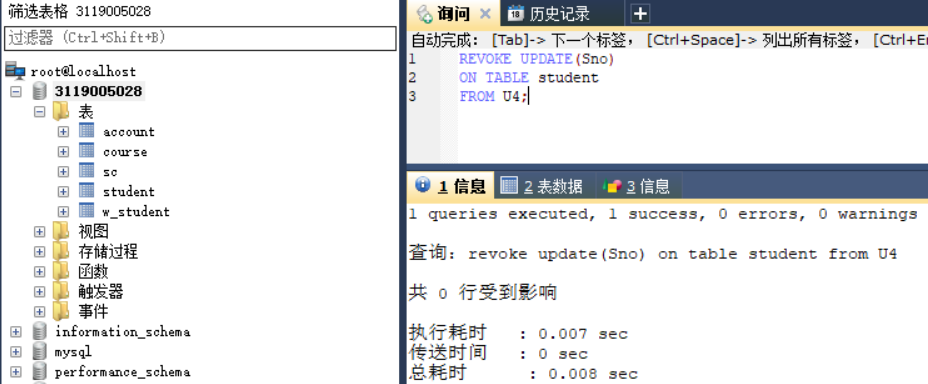 筛选表格 3119005028
过滤器 (Ctrl+Shift+B)
root@localhost
3119005028
表
account
course
sc
student
w_student
视图
存储过程
函数
触发器
事件
information_schema
mysql
performance_schema
询问
历史记录
自动完成: [Tab]-> 下一个标签, [Ctrl+Space]-> 列出所有标签, [Ctrl+En
1 REVOKE UPDATE(Sno)
2 ON TABLE student
3 FROM U4;
1 信息 2 表数据 3 信息
1 queries executed, 1 success, 0 errors, 0 warnings
查询: revoke update(Sno) on table student from U4
共 0 行受到影响
执行耗时 : 0.007 sec
传送时间 : 0 sec
总耗时 : 0.008 sec